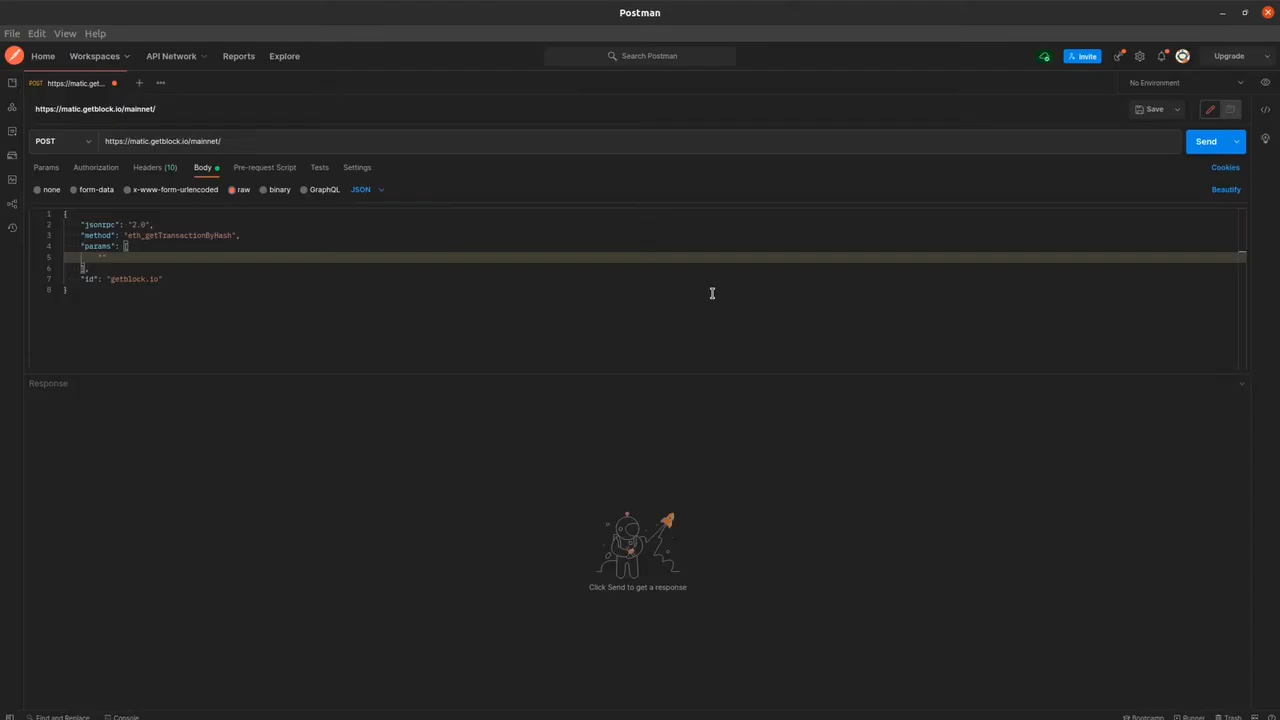 Postman
File Edit View Help
Home Workspaces API Network Reports Explore Search Postman Invite Upgrade
POST https://matic.get... No Environment
https://matic.getblock.io/mainnet/ Save
POST https://matic.getblock.io/mainnet/ Send
Params Authorization Headers (10) Body Pre-request Script Tests Settings Cookies
none form-data x-www-form-urlencoded raw binary GraphQL JSON Beautify
1 {
2 "jsonrpc": "2.0",
3 "method": "eth_getTransactionByHash",
4 "params": [
5 ""
6 ],
7 "id": "getblock.io"
8 }
Response
Click Send to get a response
Find and Replace Console Bootcamp Runner Trash